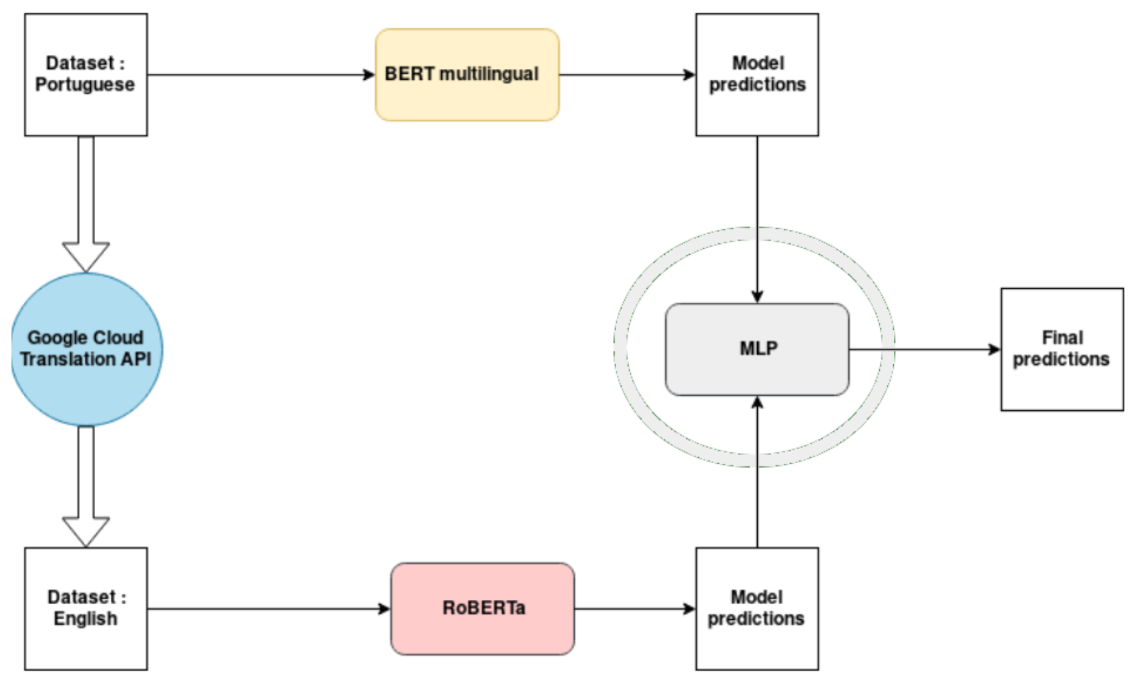 Dataset :
Portuguese
BERT multilingual
Model
predictions
Google Cloud
Translation API
MLP
Final
predictions
Dataset :
English
RoBERTa
Model
predictions